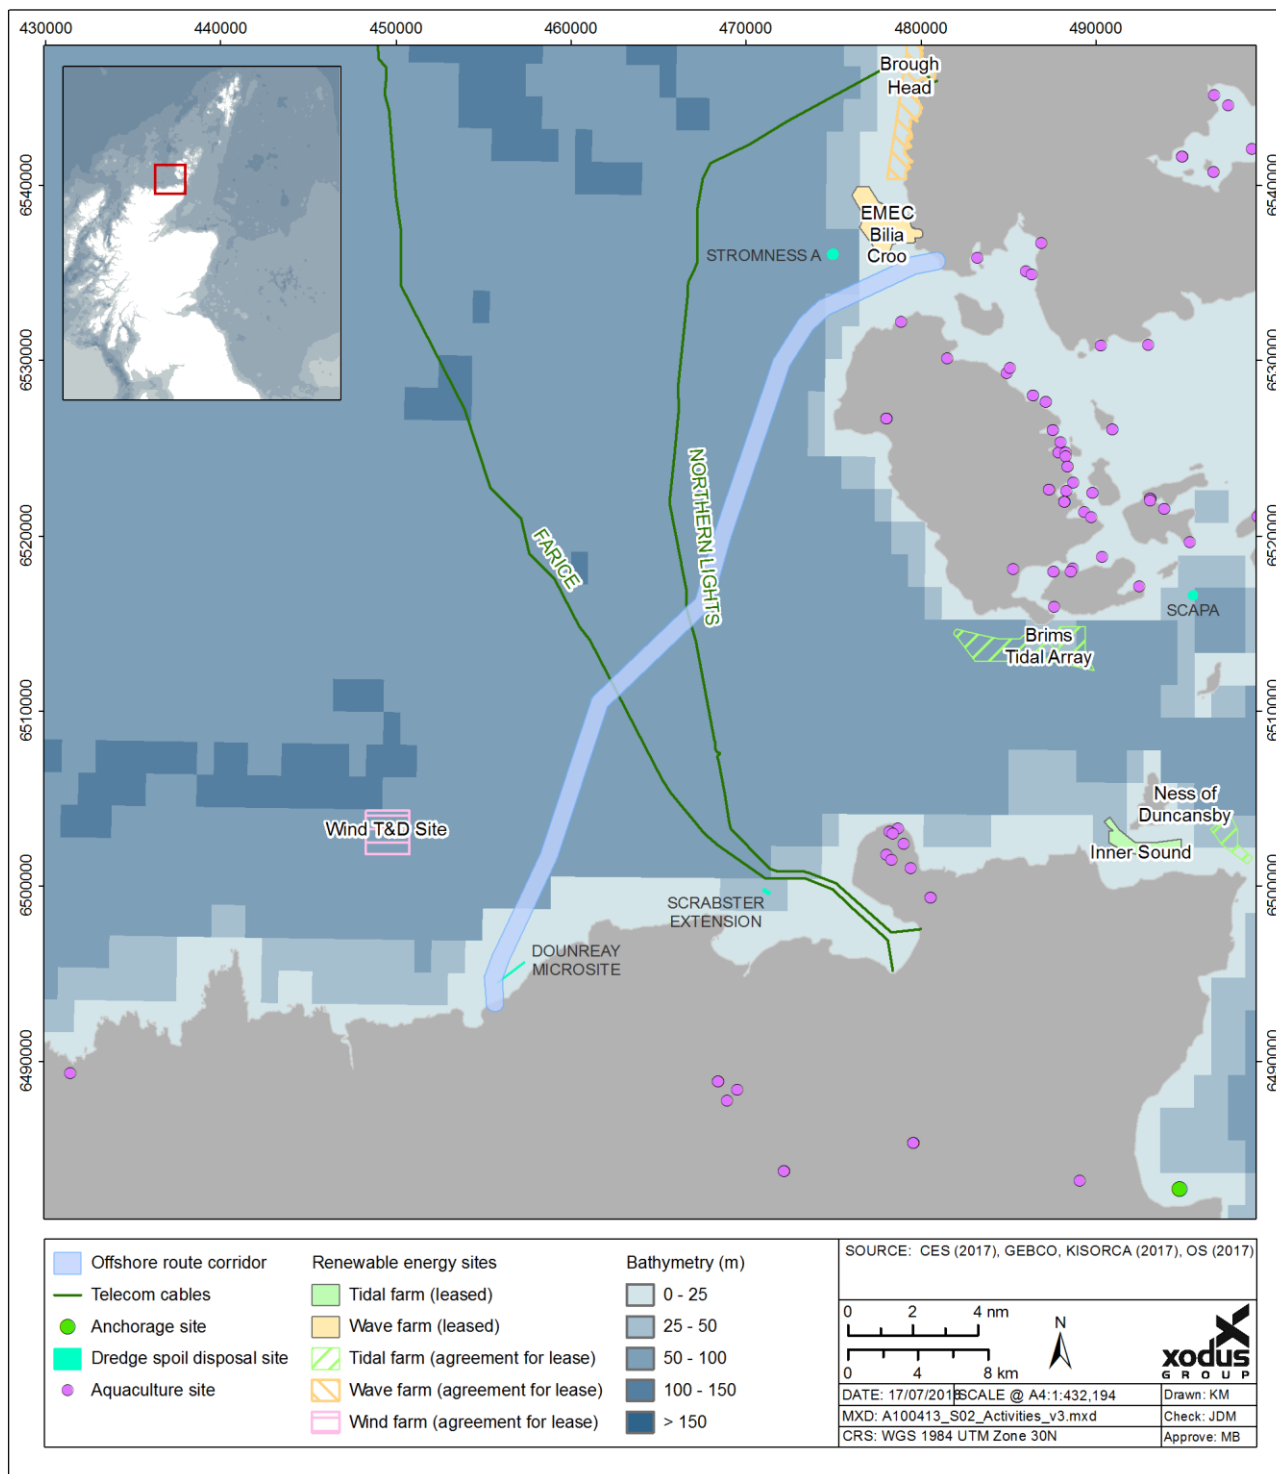 430000
440000
450000
460000
470000
480000
490000
6540000
6530000
6520000
6510000
6500000
6490000
6540000
6530000
6520000
6510000
6500000
6490000
Brough
Head
EMEC
Bilia
Croo
STROMNESS A
NORTHERN LIGHTS
FARICE
SCAPA
Brims
Tidal Array
Ness of
Duncansby
Inner Sound
Wind T&D Site
SCRABSTER
EXTENSION
DOUNREAY
MICROSITE
Offshore route corridor
Telecom cables
Anchorage site
Dredge spoil disposal site
Aquaculture site
Renewable energy sites
Tidal farm (leased)
Wave farm (leased)
Tidal farm (agreement for lease)
Wave farm (agreement for lease)
Wind farm (agreement for lease)
Bathymetry (m)
0 - 25
25 - 50
50 - 100
100 - 150
> 150
SOURCE: CES (2017), GEBCO, KISORCA (2017), OS (2017)
0 2 4 nm
0 4 8 km
N
xodus
GROUP
DATE: 17/07/2018 SCALE @ A4:1:432,194 Drawn: KM
MXD: A100413_S02_Activities_v3.mxd Check: JDM
CRS: WGS 1984 UTM Zone 30N Approve: MB